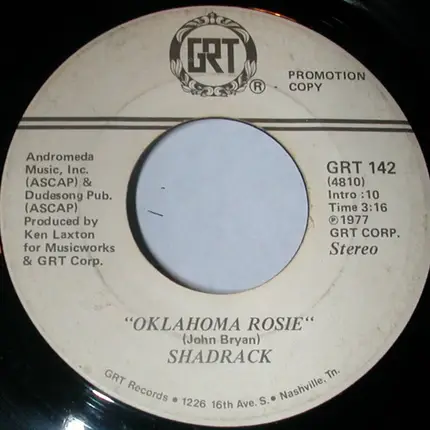 GRT
®
PROMOTION
COPY
Andromeda
Music, Inc.
(ASCAP) &
Dudesong Pub.
(ASCAP)
Produced by
Ken Laxton
for Musicworks
& GRT Corp.
GRT 142
(4810)
Intro :10
Time 3:16
℗1977
GRT CORP.
Stereo
"OKLAHOMA ROSIE"
(John Bryan)
SHADRACK
GRT Records • 1226 16th Ave. S. • Nashville, Tn.